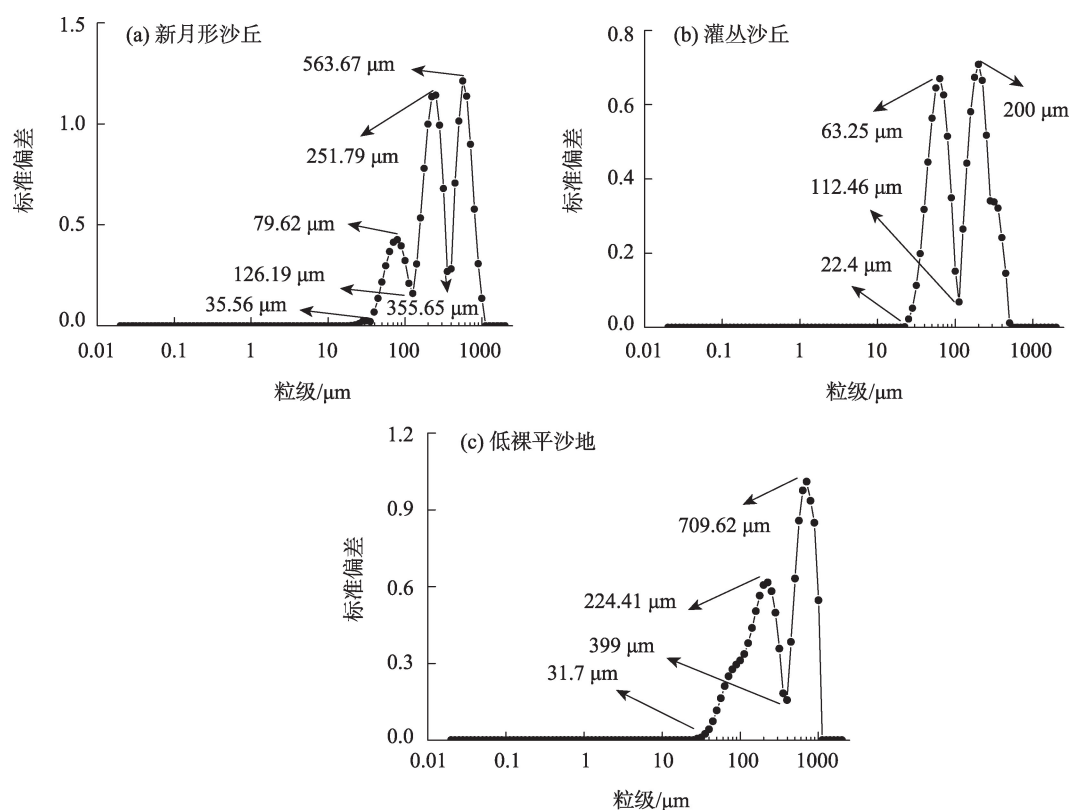 (a) 新月形沙丘
1.5
1.0
0.5
0.0
标准偏差
563.67 μm
251.79 μm
79.62 μm
126.19 μm
35.56 μm
355.65 μm
0.01 0.1 1 10 100 1000
粒级/μm
(b) 灌丛沙丘
0.8
0.6
0.4
0.2
0.0
标准偏差
200 μm
63.25 μm
112.46 μm
22.4 μm
0.01 0.1 1 10 100 1000
粒级/μm
(c) 低裸平沙地
1.2
0.9
0.6
0.3
0.0
标准偏差
709.62 μm
224.41 μm
399 μm
31.7 μm
0.01 0.1 1 10 100 1000
粒级/μm